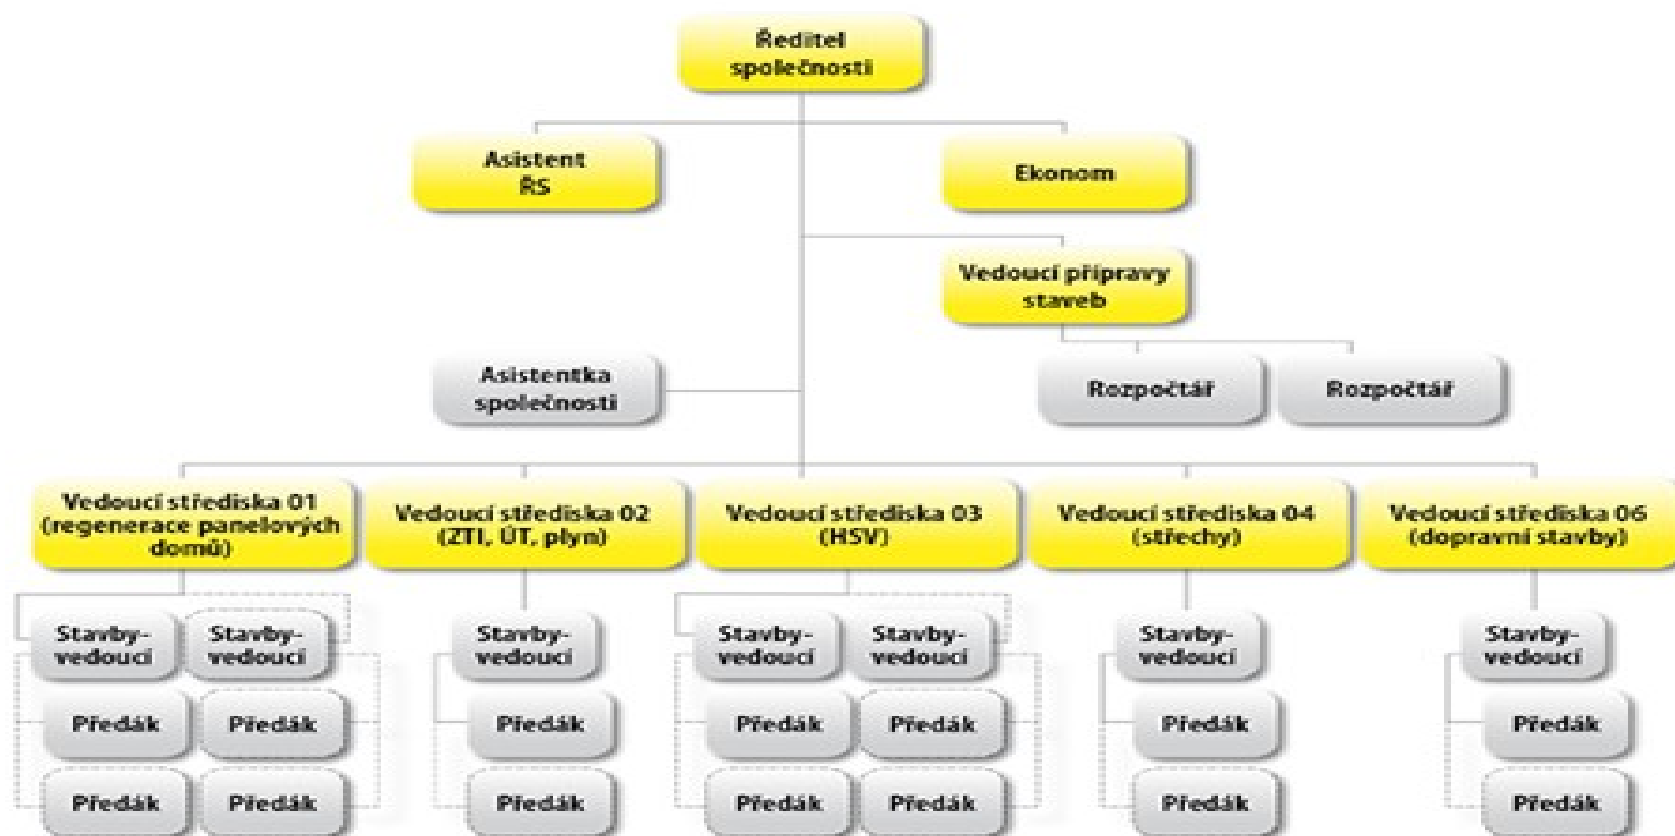 Ředitel
společnosti
Asistent
ŘS
Ekonom
Vedoucí přípravy
staveb
Asistentka
společnosti
Rozpočtář
Rozpočtář
Vedoucí střediska 01
(regenerace panelových
domů)
Vedoucí střediska 02
(ZTI, ÚT, plyn)
Vedoucí střediska 03
(HSV)
Vedoucí střediska 04
(střechy)
Vedoucí střediska 06
(dopravní stavby)
Stavby-
vedoucí
Stavby-
vedoucí
Stavby-
vedoucí
Stavby-
vedoucí
Stavby-
vedoucí
Stavby-
vedoucí
Stavby-
vedoucí
Předák
Předák
Předák
Předák
Předák
Předák
Předák
Předák
Předák
Předák
Předák
Předák
Předák
Předák